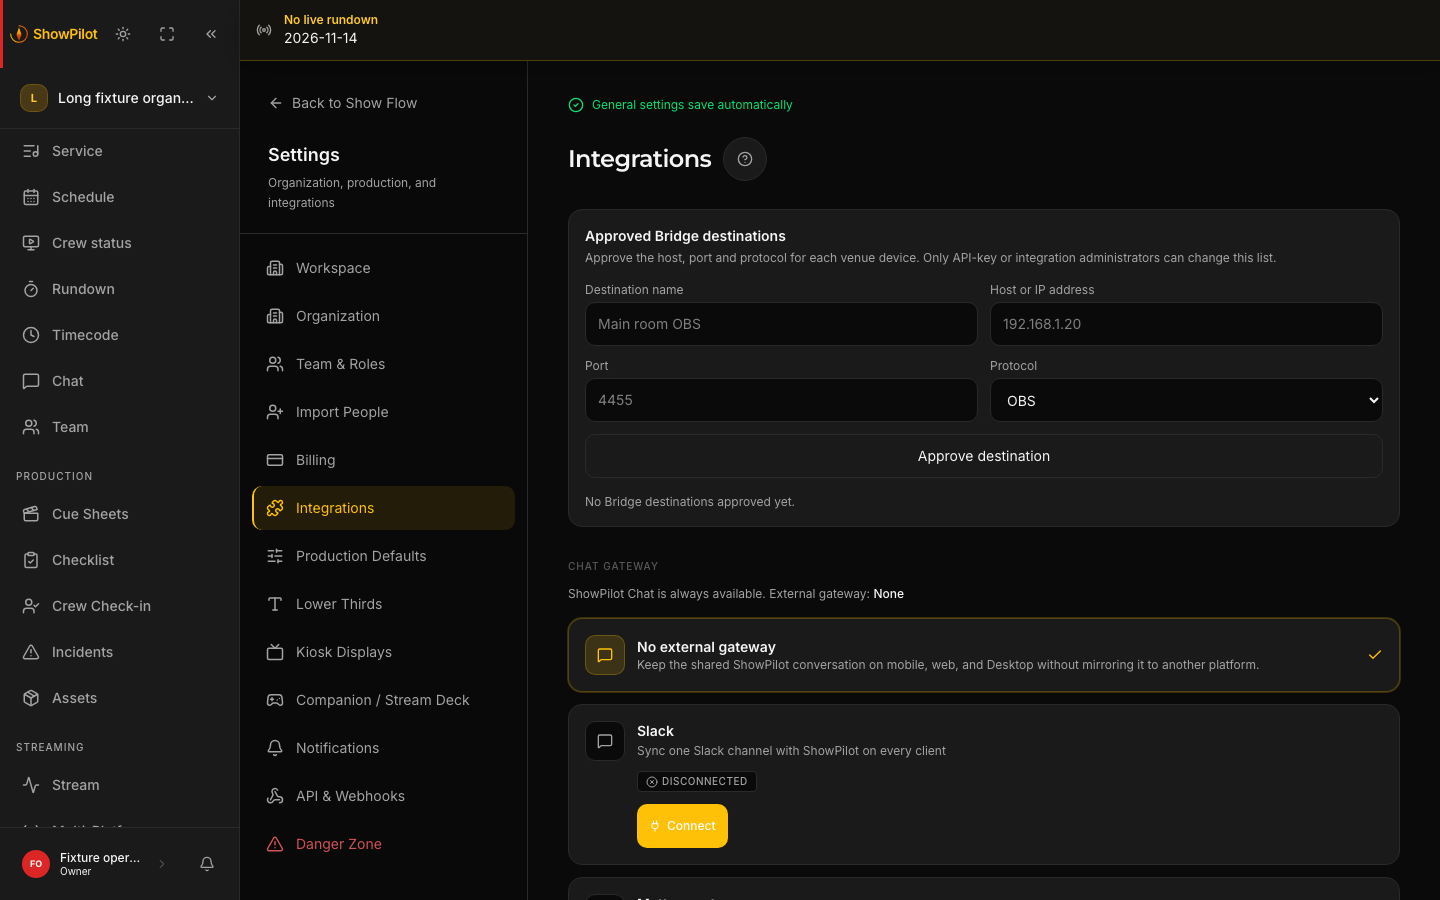 ShowPilot
No live rundown
2026-11-14
L
Long fixture organ...
Service
Schedule
Crew status
Rundown
Timecode
Chat
Team
PRODUCTION
Cue Sheets
Checklist
Crew Check-in
Incidents
Assets
STREAMING
Stream
FO
Fixture oper...
Owner
Back to Show Flow
Settings
Organization, production, and
integrations
Workspace
Organization
Team & Roles
Import People
Billing
Integrations
Production Defaults
Lower Thirds
Kiosk Displays
Companion / Stream Deck
Notifications
API & Webhooks
Danger Zone
General settings save automatically
Integrations
Approved Bridge destinations
Approve the host, port and protocol for each venue device. Only API-key or integration administrators can change this list.
Destination name
Host or IP address
Main room OBS
192.168.1.20
Port
Protocol
4455
OBS
Approve destination
No Bridge destinations approved yet.
CHAT GATEWAY
ShowPilot Chat is always available. External gateway: None
No external gateway
Keep the shared ShowPilot conversation on mobile, web, and Desktop without mirroring it to another platform.
Slack
Sync one Slack channel with ShowPilot on every client
DISCONNECTED
Connect